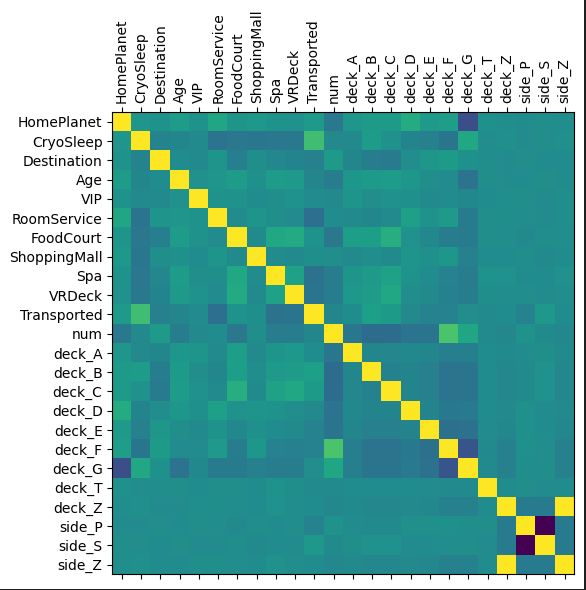 HomePlanet
CryoSleep
Destination
Age
VIP
RoomService
FoodCourt
ShoppingMall
Spa
VRDeck
Transported
num
deck_A
deck_B
deck_C
deck_D
deck_E
deck_F
deck_G
deck_T
deck_Z
side_P
side_S
side_Z
HomePlanet
CryoSleep
Destination
Age
VIP
RoomService
FoodCourt
ShoppingMall
Spa
VRDeck
Transported
num
deck_A
deck_B
deck_C
deck_D
deck_E
deck_F
deck_G
deck_T
deck_Z
side_P
side_S
side_Z